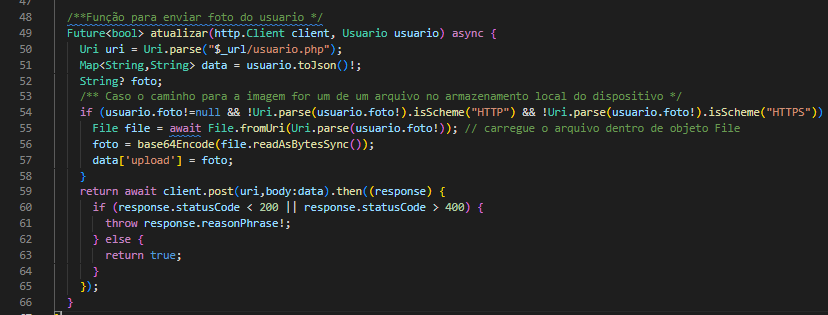 48 /**Função para enviar foto do usuario */
49 Future<bool> atualizar(http.Client client, Usuario usuario) async {
50 Uri uri = Uri.parse("$_url/usuario.php");
51 Map<String,String> data = usuario.toJson()!;
52 String? foto;
53 /** Caso o caminho para a imagem for um de um arquivo no armazenamento local do dispositivo */
54 if (usuario.foto!=null && !Uri.parse(usuario.foto!).isScheme("HTTP") && !Uri.parse(usuario.foto!).isScheme("HTTPS"))
55 File file = await File.fromUri(Uri.parse(usuario.foto!)); // carregue o arquivo dentro de objeto File
56 foto = base64Encode(file.readAsBytesSync());
57 data['upload'] = foto;
58 }
59 return await client.post(uri,body:data).then((response) {
60 if (response.statusCode < 200 || response.statusCode > 400) {
61 throw response.reasonPhrase!;
62 } else {
63 return true;
64 }
65 });
66 }